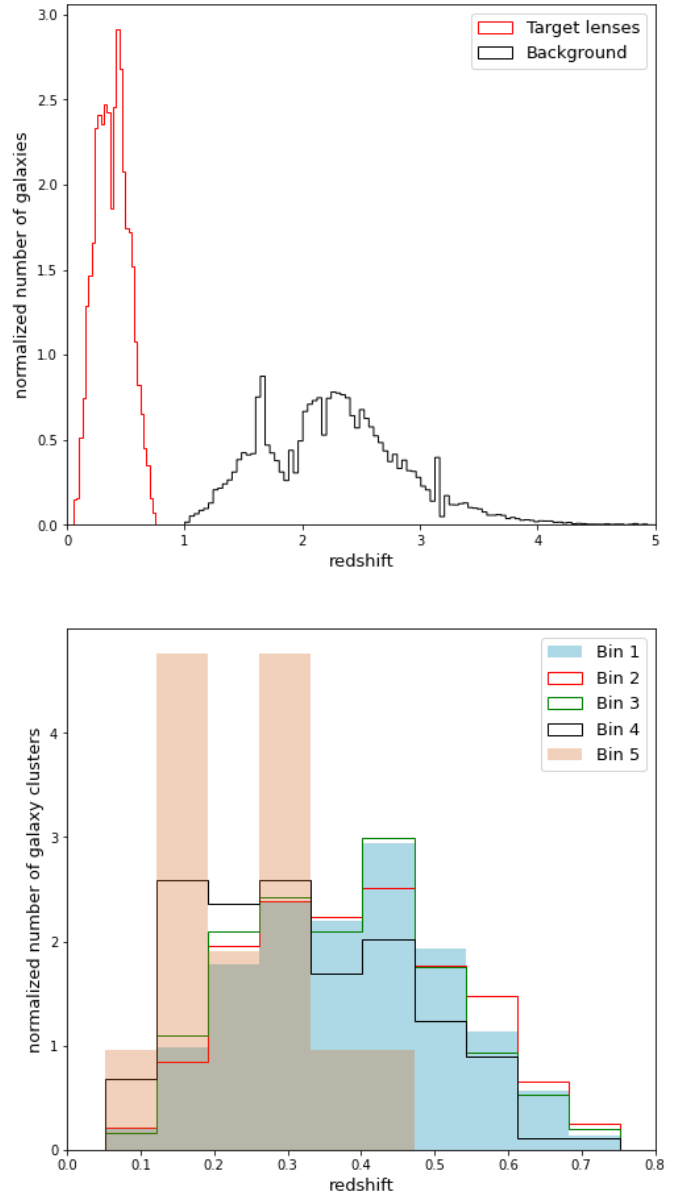 3.0
2.5
2.0
1.5
1.0
0.5
0.0
normalized number of galaxies
Target lenses
Background
0 1 2 3 4 5
redshift
4
3
2
1
0
normalized number of galaxy clusters
Bin 1
Bin 2
Bin 3
Bin 4
Bin 5
0.0 0.1 0.2 0.3 0.4 0.5 0.6 0.7 0.8
redshift